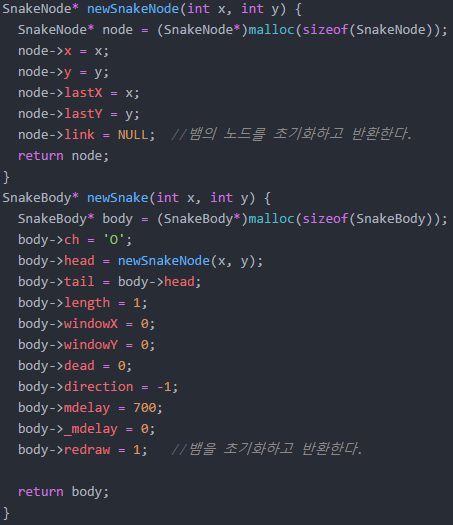 SnakeNode* newSnakeNode(int x, int y) {
  SnakeNode* node = (SnakeNode*)malloc(sizeof(SnakeNode));
  node->x = x;
  node->y = y;
  node->lastX = x;
  node->lastY = y;
  node->link = NULL;  //뱀의 노드를 초기화하고 반환한다.
  return node;
}
SnakeBody* newSnake(int x, int y) {
  SnakeBody* body = (SnakeBody*)malloc(sizeof(SnakeBody));
  body->ch = 'O';
  body->head = newSnakeNode(x, y);
  body->tail = body->head;
  body->length = 1;
  body->windowX = 0;
  body->windowY = 0;
  body->dead = 0;
  body->direction = -1;
  body->mdelay = 700;
  body->_mdelay = 0;
  body->redraw = 1;   //뱀을 초기화하고 반환한다.

  return body;
}